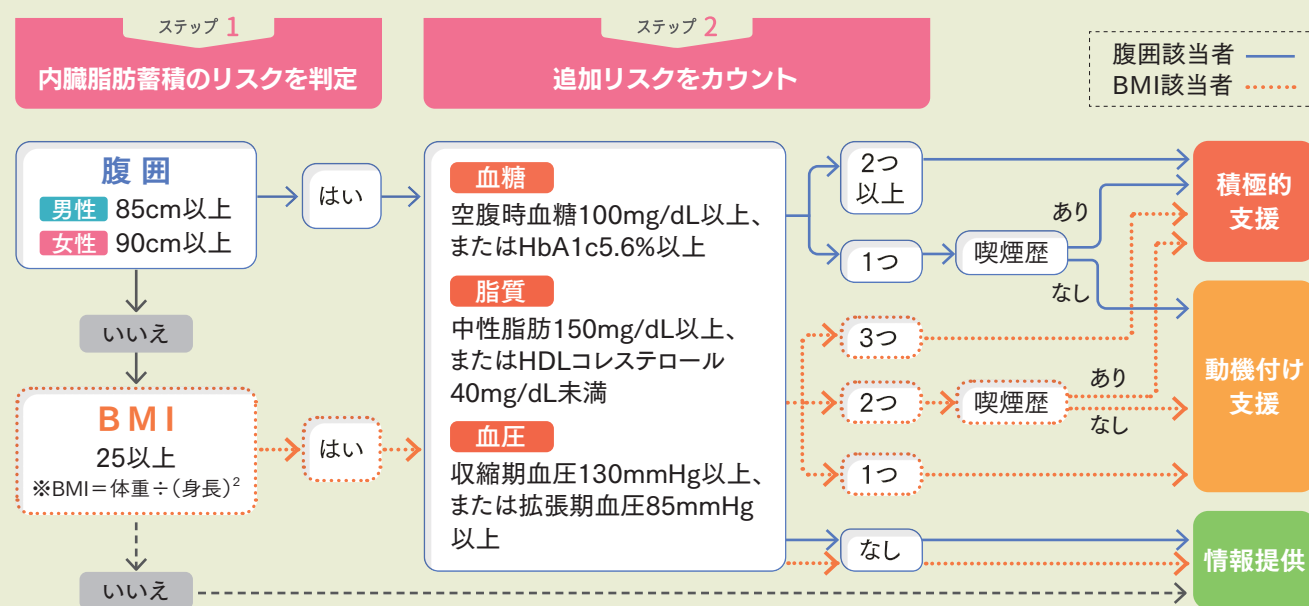 ステップ 1
内臓脂肪蓄積のリスクを判定
ステップ 2
追加リスクをカウント
腹囲該当者
BMI該当者
腹囲
男性 85cm以上
女性 90cm以上
はい
いいえ
BMI
25以上
※BMI＝体重÷(身長)²
はい
いいえ
血糖
空腹時血糖100mg/dL以上、
またはHbA1c5.6%以上
脂質
中性脂肪150mg/dL以上、
またはHDLコレステロール
40mg/dL未満
血圧
収縮期血圧130mmHg以上、
または拡張期血圧85mmHg
以上
2つ
以上
1つ
喫煙歴
あり
なし
3つ
2つ
喫煙歴
あり
なし
1つ
なし
積極的
支援
動機付け
支援
情報提供